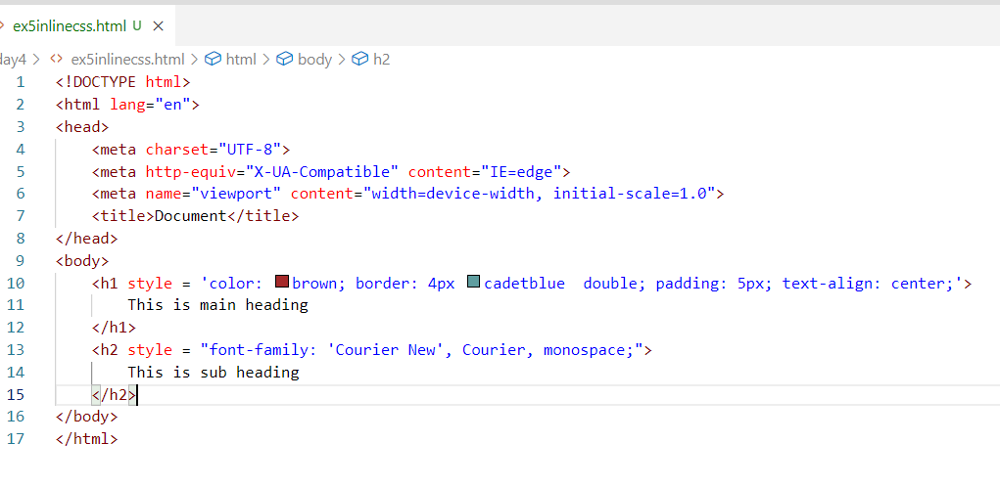 ex5inlinecss.html U ×
day4 > <> ex5inlinecss.html > html > body > h2
1 <!DOCTYPE html>
2 <html lang="en">
3 <head>
4     <meta charset="UTF-8">
5     <meta http-equiv="X-UA-Compatible" content="IE=edge">
6     <meta name="viewport" content="width=device-width, initial-scale=1.0">
7     <title>Document</title>
8 </head>
9 <body>
10     <h1 style = 'color: brown; border: 4px cadetblue  double; padding: 5px; text-align: center;'>
11         This is main heading
12     </h1>
13     <h2 style = "font-family: 'Courier New', Courier, monospace;">
14         This is sub heading
15     </h2>
16 </body>
17 </html>